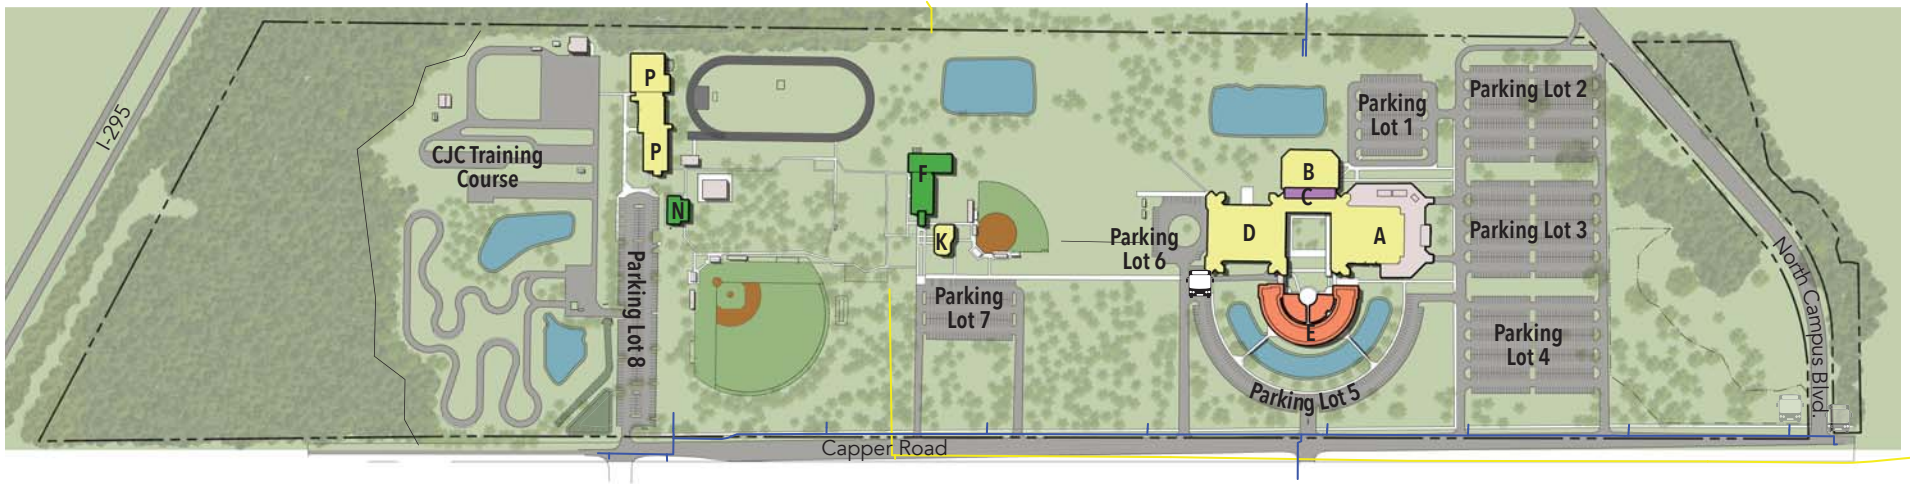 I-295
CJC Training
Course
P
P
N
Parking Lot 8
F
K
Parking
Lot 7
Parking
Lot 6
D
B
C
A
E
Parking Lot 5
Parking
Lot 1
Parking Lot 2
Parking Lot 3
Parking
Lot 4
North Campus Blvd.
Capper Road